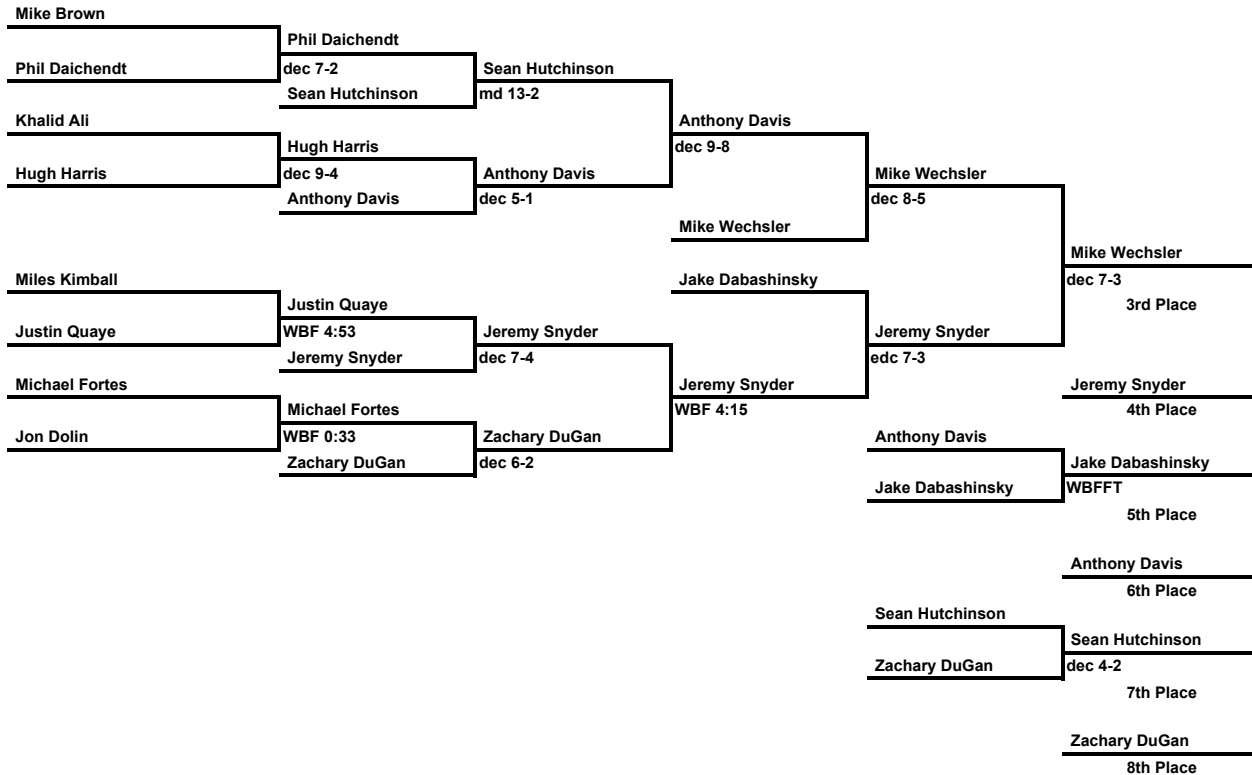 Mike Brown
Phil Daichendt
Phil Daichendt
dec 7-2
Sean Hutchinson
Sean Hutchinson
md 13-2
Khalid Ali
Anthony Davis
Hugh Harris
dec 9-8
Hugh Harris
dec 9-4
Anthony Davis
Mike Wechsler
Anthony Davis
dec 5-1
dec 8-5
Mike Wechsler
Mike Wechsler
Miles Kimball
Jake Dabashinsky
dec 7-3
Justin Quaye
3rd Place
Justin Quaye
WBF 4:53
Jeremy Snyder
Jeremy Snyder
Jeremy Snyder
dec 7-4
edc 7-3
Michael Fortes
Jeremy Snyder
Jeremy Snyder
Michael Fortes
WBF 4:15
4th Place
Jon Dolin
WBF 0:33
Zachary DuGan
Anthony Davis
Zachary DuGan
dec 6-2
Jake Dabashinsky
Jake Dabashinsky
WBFFT
5th Place
Anthony Davis
6th Place
Sean Hutchinson
Sean Hutchinson
Zachary DuGan
dec 4-2
7th Place
Zachary DuGan
8th Place